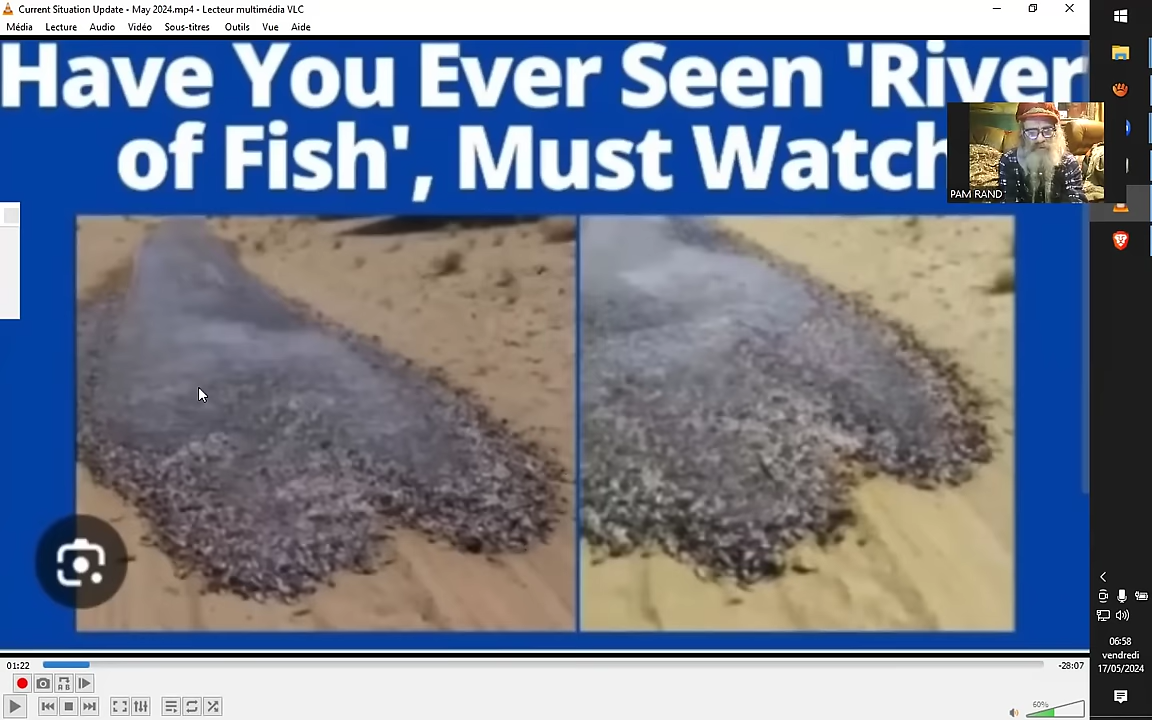 Current Situation Update - May 2024.mp4 - Lecteur multimédia VLC
Média Lecture Audio Vidéo Sous-titres Outils Vue Aide
Have You Ever Seen 'River
of Fish', Must Watch
PAM RAND
01:22
-28:07
60%
06:58
vendredi
17/05/2024